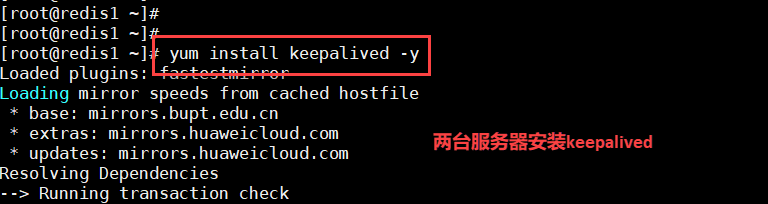 [root@redis1 ~]#
[root@redis1 ~]#
[root@redis1 ~]# yum install keepalived -y
Loaded plugins: fastestmirror
Loading mirror speeds from cached hostfile
 * base: mirrors.bupt.edu.cn
 * extras: mirrors.huaweicloud.com
 * updates: mirrors.huaweicloud.com
两台服务器安装keepalived
Resolving Dependencies
--> Running transaction check